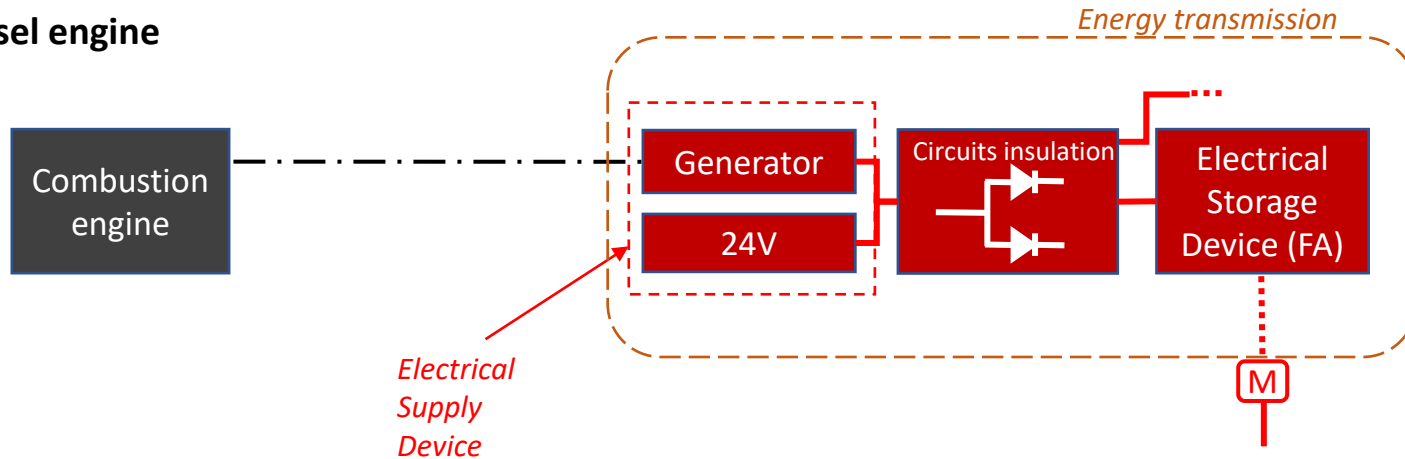 sel engine
Energy transmission
Combustion
engine
Generator
24V
Circuits insulation
Electrical
Storage
Device (FA)
Electrical
Supply
Device
M